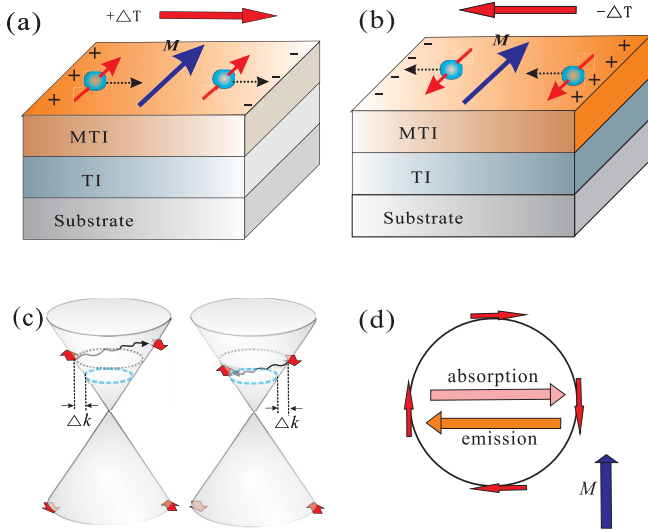 (a)
+△T
M
+
+
+
-
-
-
-
MTI
TI
Substrate
(b)
−△T
M
-
-
-
-
+
+
+
+
MTI
TI
Substrate
(c)
△k
△k
(d)
absorption
emission
M